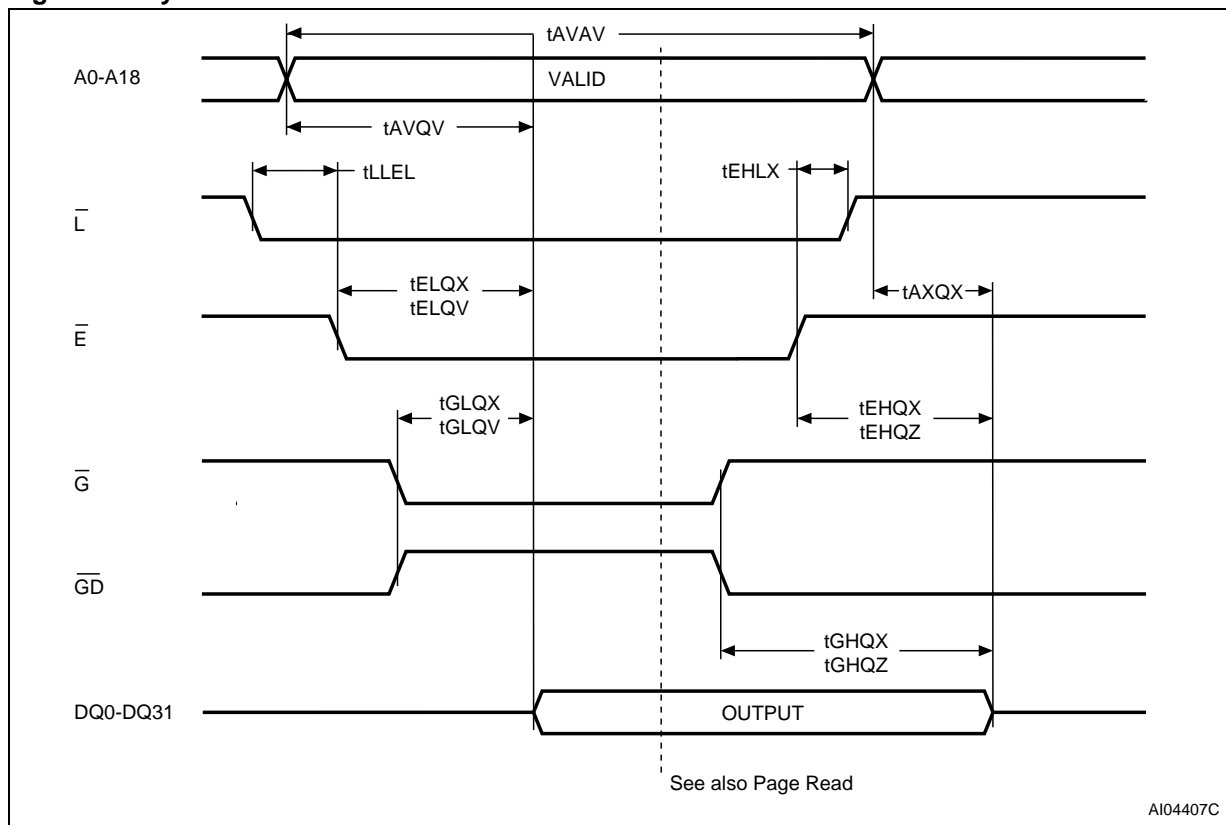 tAVAV
A0-A18
VALID
tAVQV
tLLEL
tEHLX
L̅
tELQX
tELQV
tAXQX
E̅
tGLQX
tGLQV
tEHQX
tEHQZ
G̅
G̅D̅
tGHQX
tGHQZ
DQ0-DQ31
OUTPUT
See also Page Read
AI04407C